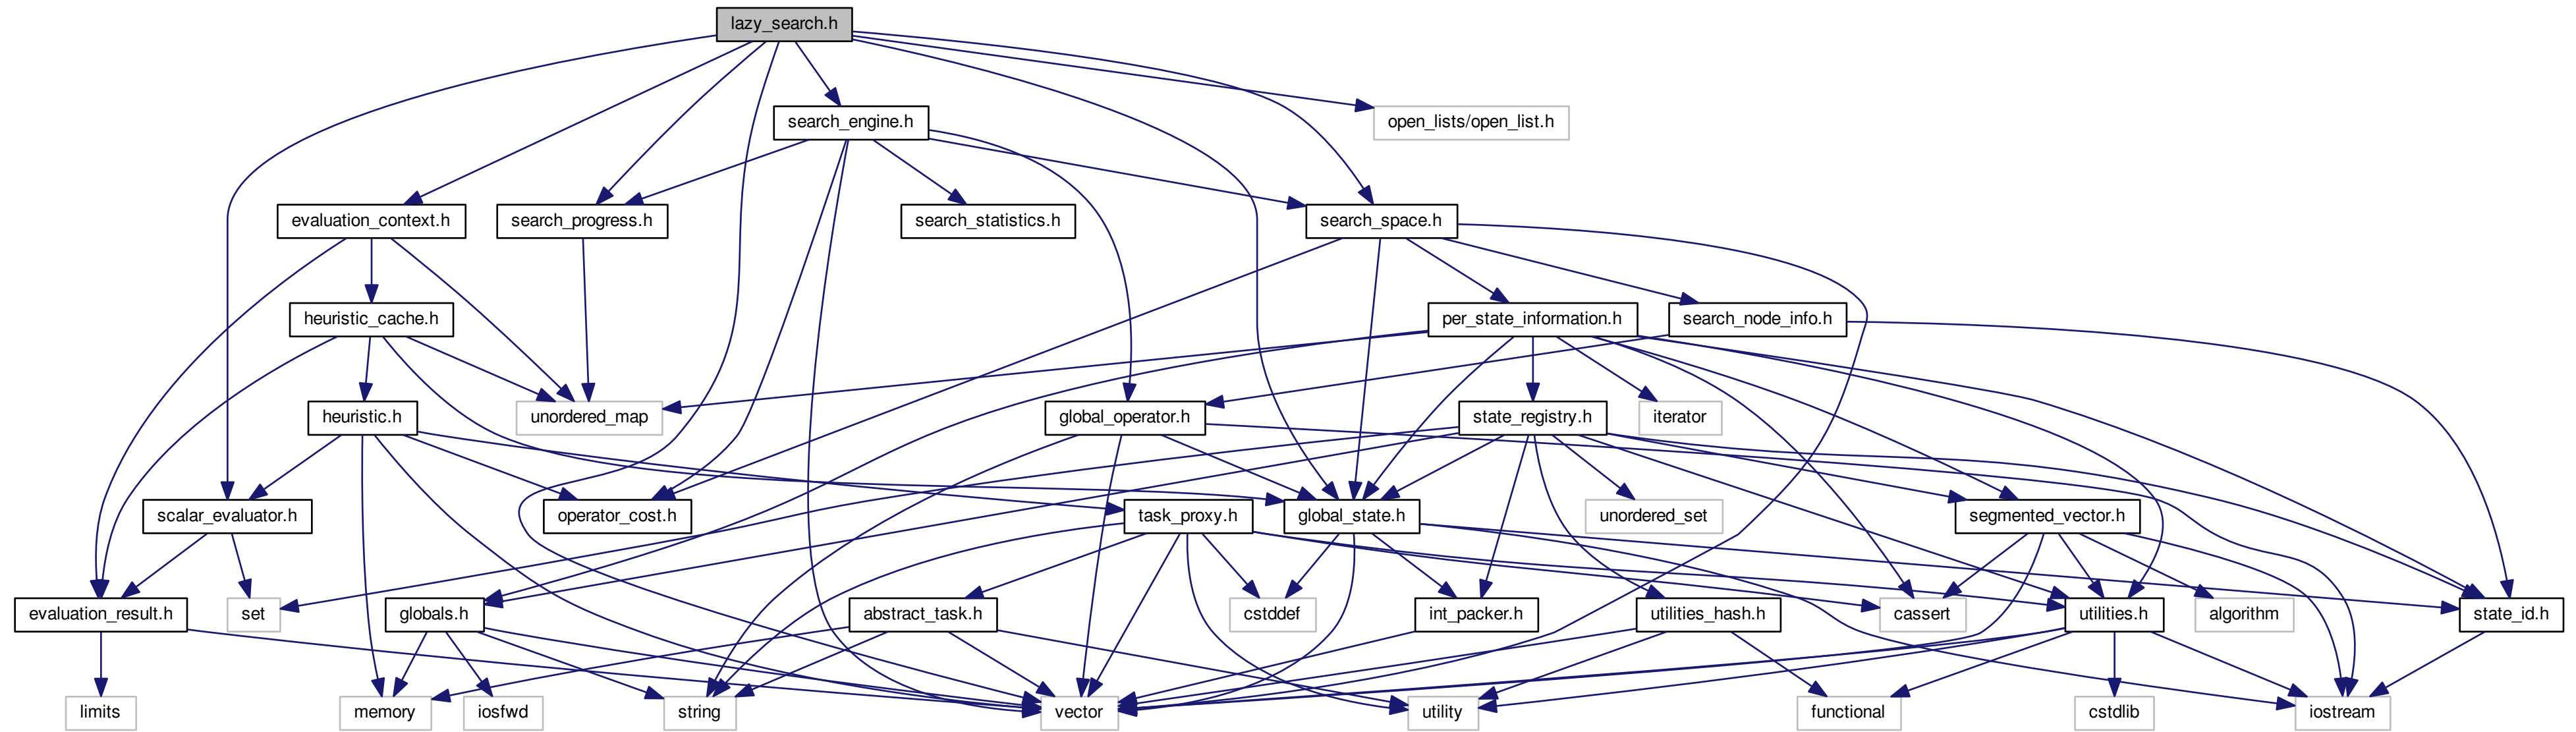 lazy_search.h
search_engine.h
open_lists/open_list.h
evaluation_context.h
search_progress.h
search_statistics.h
search_space.h
heuristic_cache.h
per_state_information.h
search_node_info.h
heuristic.h
unordered_map
global_operator.h
state_registry.h
iterator
scalar_evaluator.h
operator_cost.h
task_proxy.h
global_state.h
unordered_set
segmented_vector.h
evaluation_result.h
set
globals.h
abstract_task.h
cstddef
int_packer.h
utilities_hash.h
cassert
utilities.h
algorithm
state_id.h
limits
memory
iosfwd
string
vector
utility
functional
cstdlib
iostream